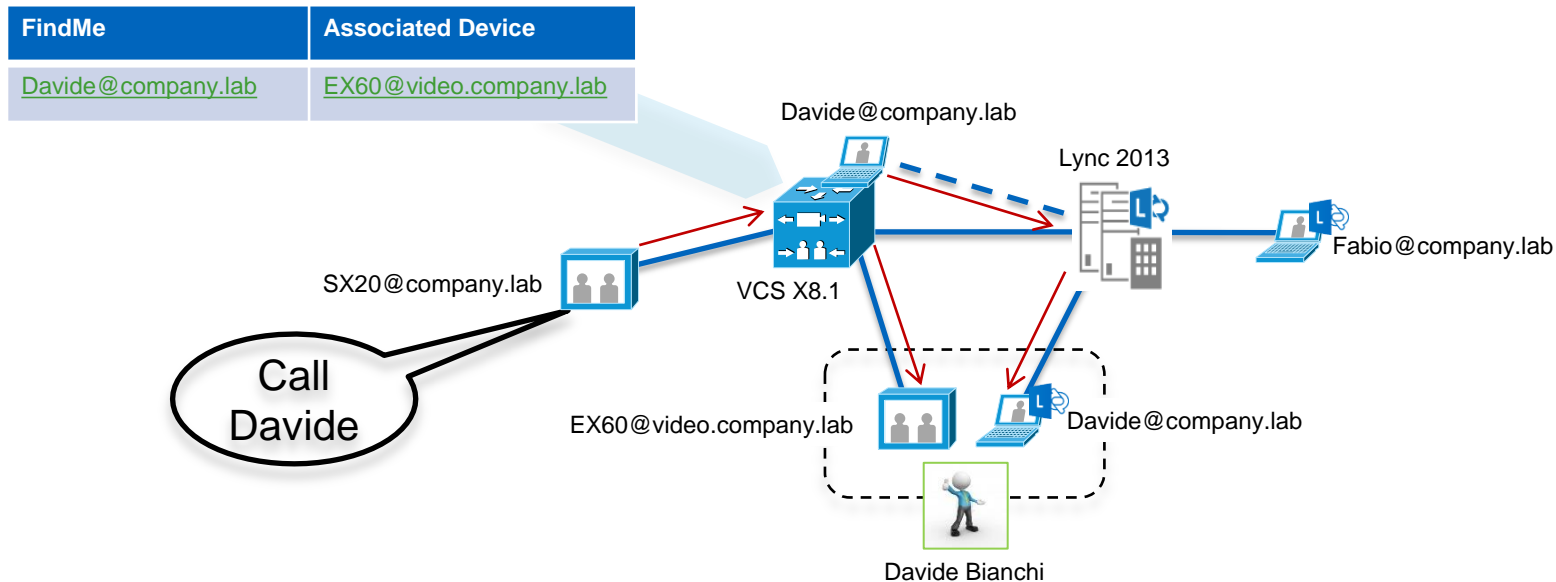 FindMe Associated Device
Davide@company.lab EX60@video.company.lab
Davide@company.lab
Lync 2013
L
L
Fabio@company.lab
SX20@company.lab
VCS X8.1
Call
Davide
EX60@video.company.lab
L
Davide@company.lab
Davide Bianchi